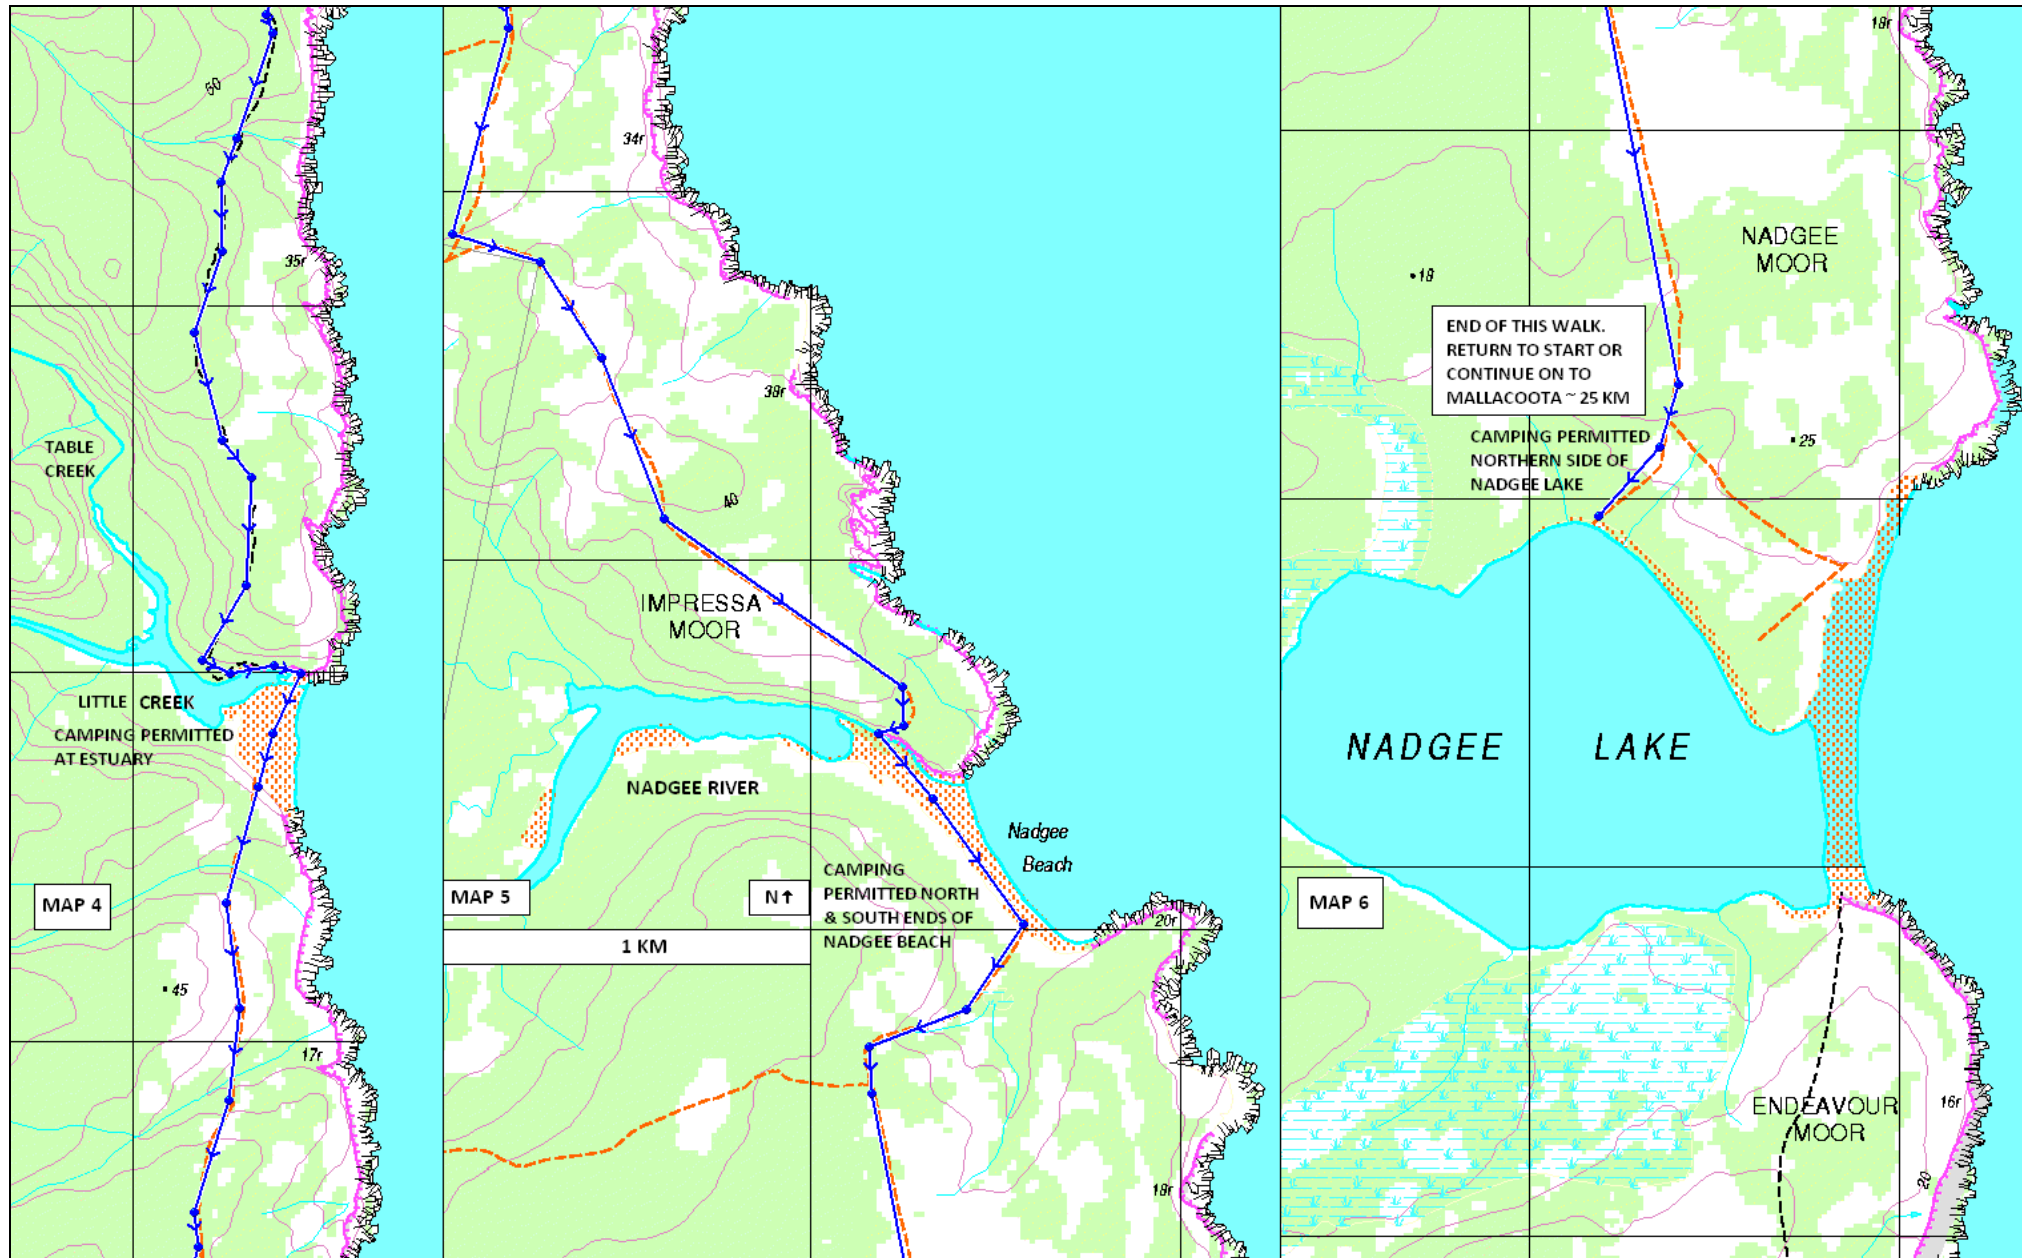 60
35r
TABLE
CREEK
LITTLE CREEK
CAMPING PERMITTED
AT ESTUARY
MAP 4
45
17r
34r
38r
40
IMPRESSA
MOOR
NADGEE RIVER
Nadgee
Beach
MAP 5
N↑
CAMPING
PERMITTED NORTH
& SOUTH ENDS OF
NADGEE BEACH
1 KM
20r
18r
18r
NADGEE
MOOR
18
END OF THIS WALK.
RETURN TO START OR
CONTINUE ON TO
MALLACOOTA ~ 25 KM
CAMPING PERMITTED
NORTHERN SIDE OF
NADGEE LAKE
25
NADGEE LAKE
MAP 6
ENDEAVOUR
MOOR
16r
20